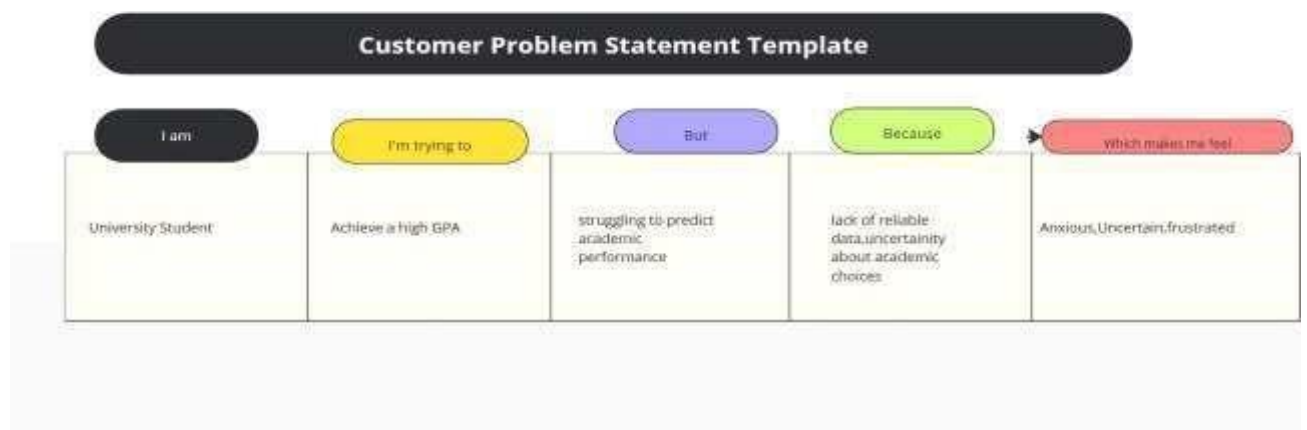 Customer Problem Statement Template
I am
I'm trying to
But
Because
Which makes me feel
University Student
Achieve a high GPA
struggling to predict
academic
performance
lack of reliable
data,uncertainity
about academic
choices
Anxious,Uncertain,frustrated